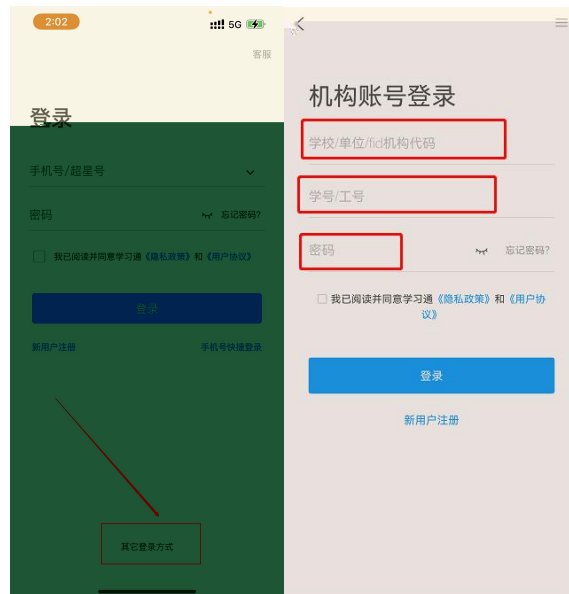 2:02
5G
客服
登录
手机号/超星号
密码
忘记密码?
我已阅读并同意学习通《隐私政策》和《用户协议》
登录
新用户注册
手机号快捷登录
其它登录方式
机构账号登录
学校/单位/fid机构代码
学号/工号
密码
忘记密码?
我已阅读并同意学习通《隐私政策》和《用户协
议》
登录
新用户注册